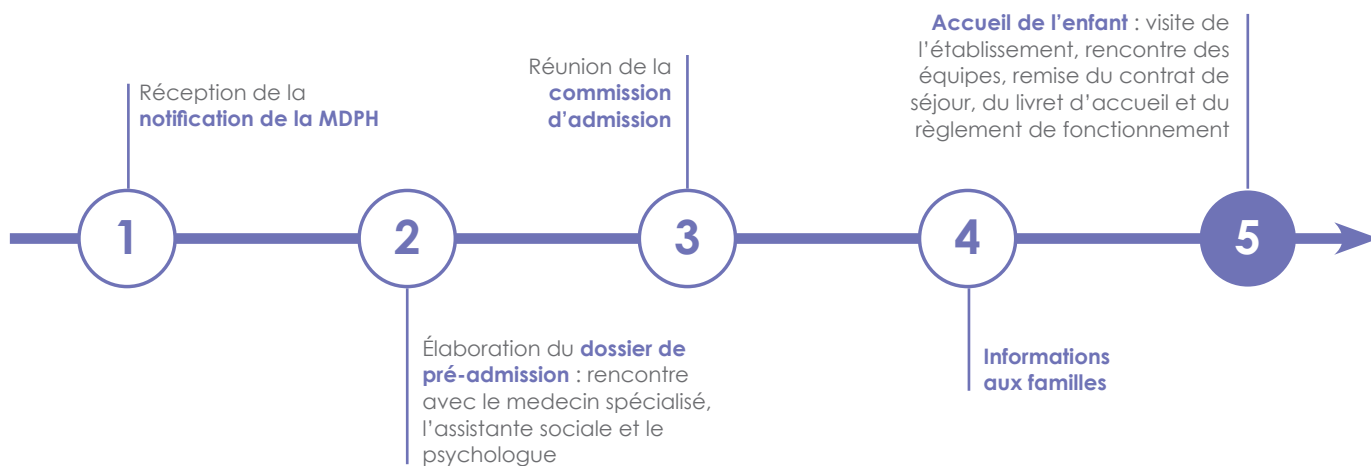 1
Réception de la
notification de la MDPH
2
Élaboration du dossier de
pré-admission : rencontre
avec le medecin spécialisé,
l'assistante sociale et le
psychologue
3
Réunion de la
commission
d'admission
4
Informations
aux familles
5
Accueil de l'enfant : visite de
l'établissement, rencontre des
équipes, remise du contrat de
séjour, du livret d'accueil et du
règlement de fonctionnement